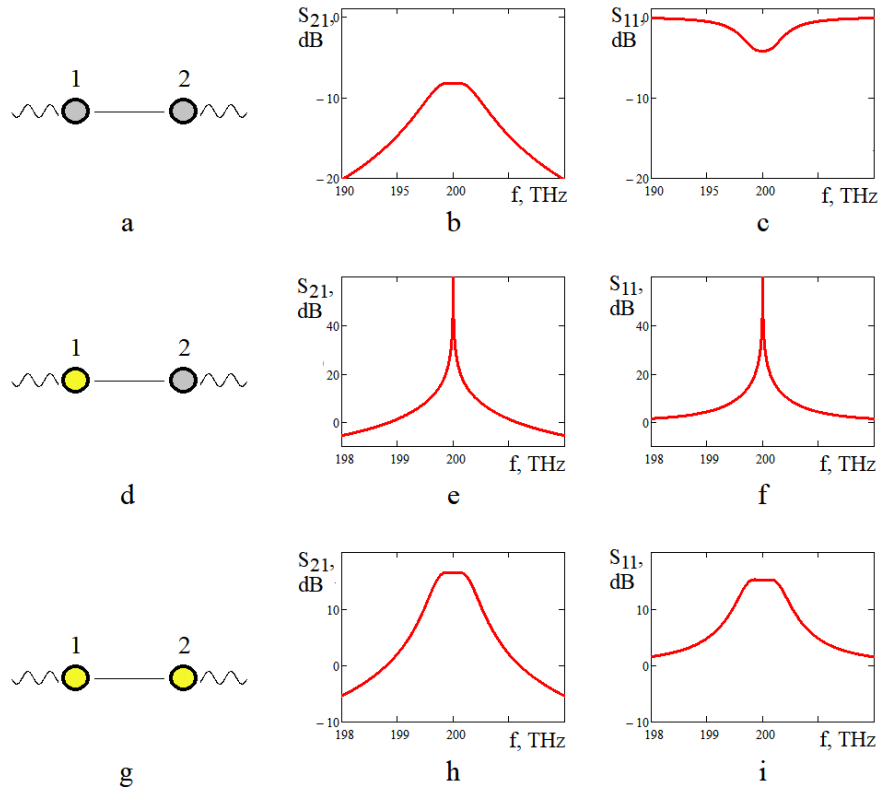 1 2
a
S21, dB
0
−10
−20
190 195 200
f, THz
b
S11, dB
0
−10
−20
190 195 200
f, THz
c
1 2
d
S21, dB
40
20
0
198 199 200
f, THz
e
S11, dB
40
20
0
198 199 200
f, THz
f
1 2
g
S21, dB
10
0
−10
198 199 200
f, THz
h
S11, dB
10
0
−10
198 199 200
f, THz
i